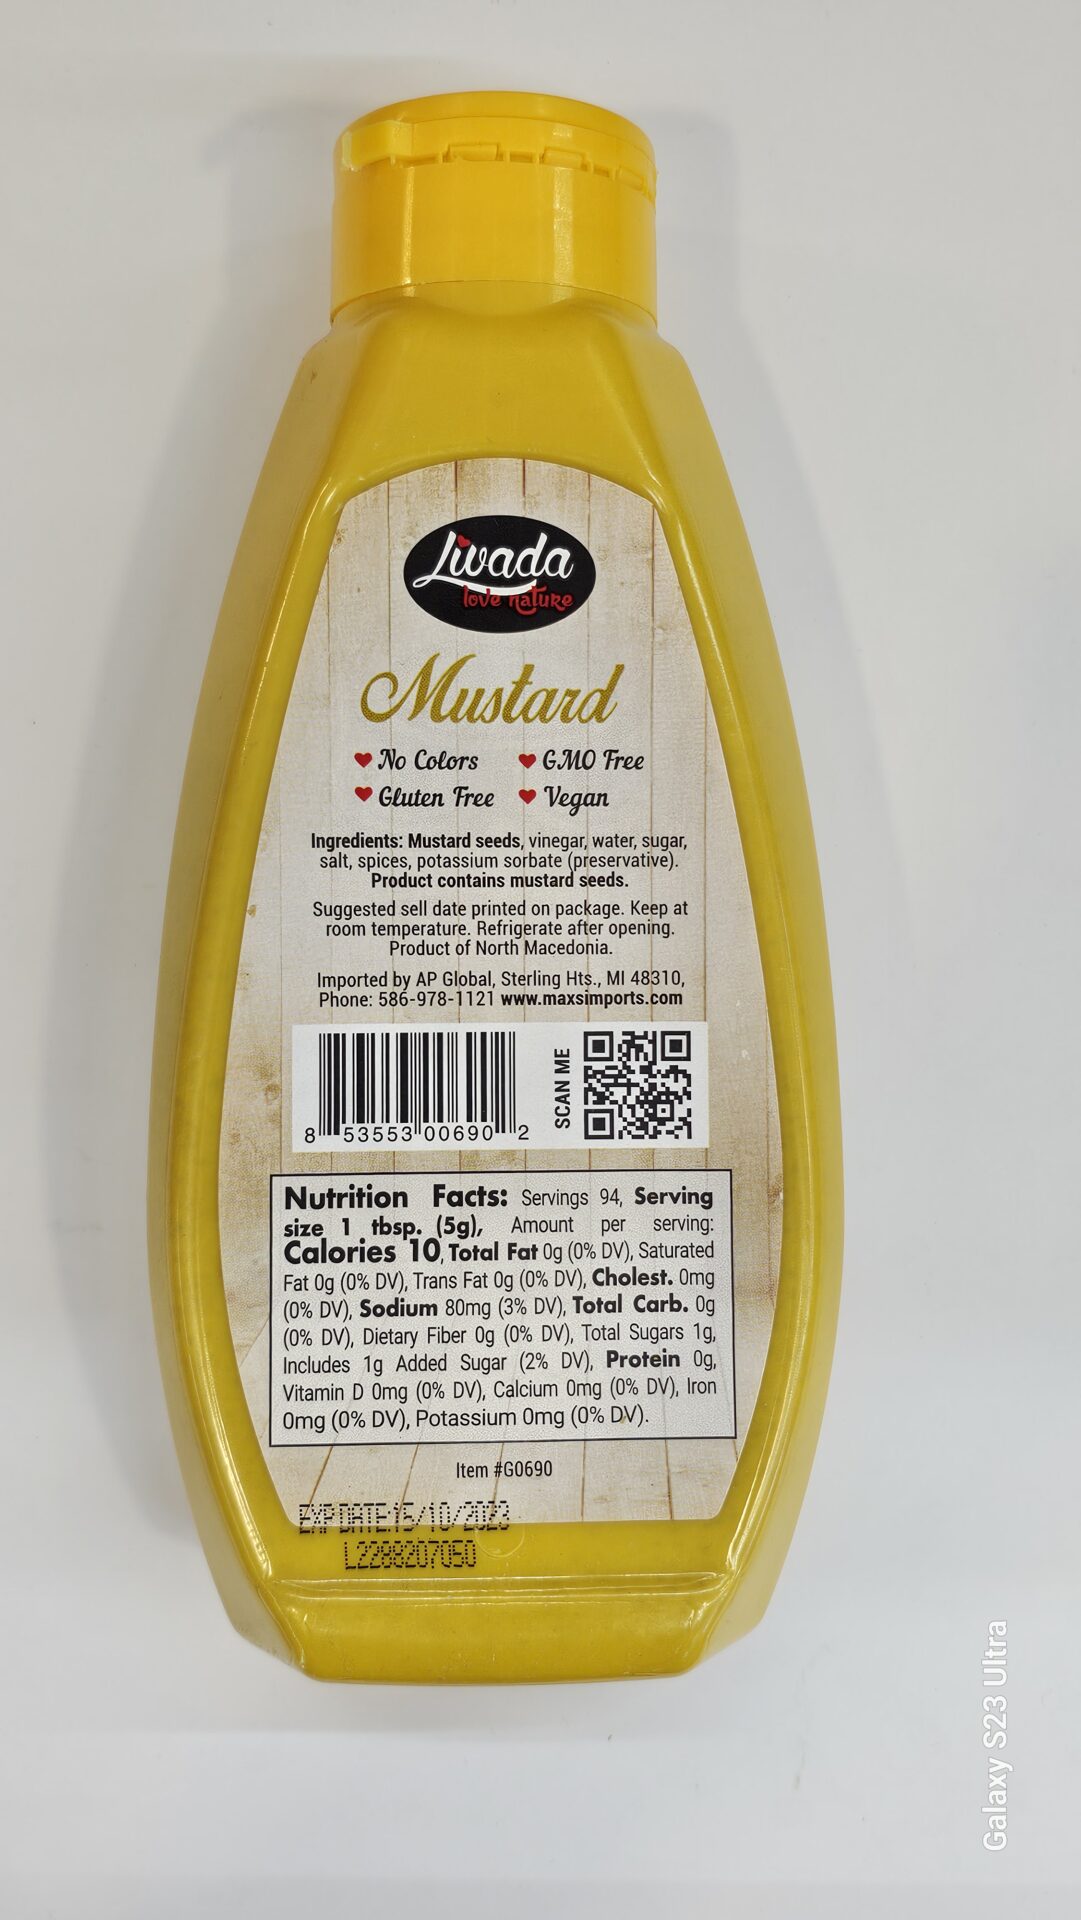 Livada
love nature
Mustard
No Colors GMO Free
Gluten Free Vegan
Ingredients: Mustard seeds, vinegar, water, sugar,
salt, spices, potassium sorbate (preservative).
Product contains mustard seeds.
Suggested sell date printed on package. Keep at
room temperature. Refrigerate after opening.
Product of North Macedonia.
Imported by AP Global, Sterling Hts., MI 48310,
Phone: 586-978-1121 www.maxsimports.com
SCAN ME
8 53553 00690 2
Nutrition Facts: Servings 94, Serving
size 1 tbsp. (5g), Amount per serving:
Calories 10, Total Fat 0g (0% DV), Saturated
Fat 0g (0% DV), Trans Fat 0g (0% DV), Cholest. 0mg
(0% DV), Sodium 80mg (3% DV), Total Carb. 0g
(0% DV), Dietary Fiber 0g (0% DV), Total Sugars 1g,
Includes 1g Added Sugar (2% DV), Protein 0g,
Vitamin D 0mg (0% DV), Calcium 0mg (0% DV), Iron
0mg (0% DV), Potassium 0mg (0% DV).
Item #G0690
EXP DATE:15/10/2023
L2288207050
Galaxy S23 Ultra